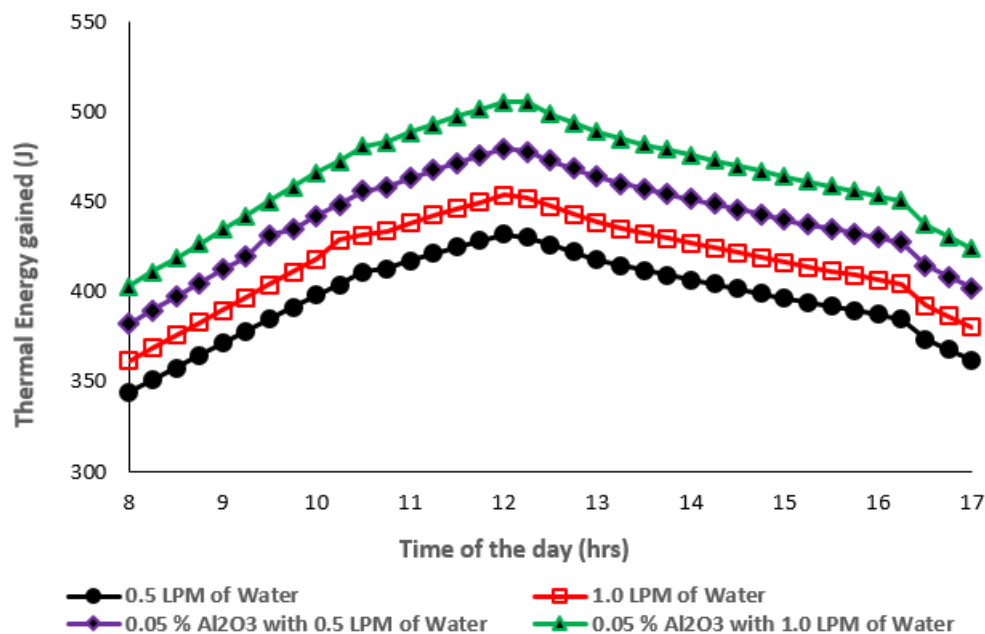 Thermal Energy gained (J)
550
500
450
400
350
300
8 9 10 11 12 13 14 15 16 17
Time of the day (hrs)
0.5 LPM of Water 1.0 LPM of Water
0.05 % Al2O3 with 0.5 LPM of Water 0.05 % Al2O3 with 1.0 LPM of Water